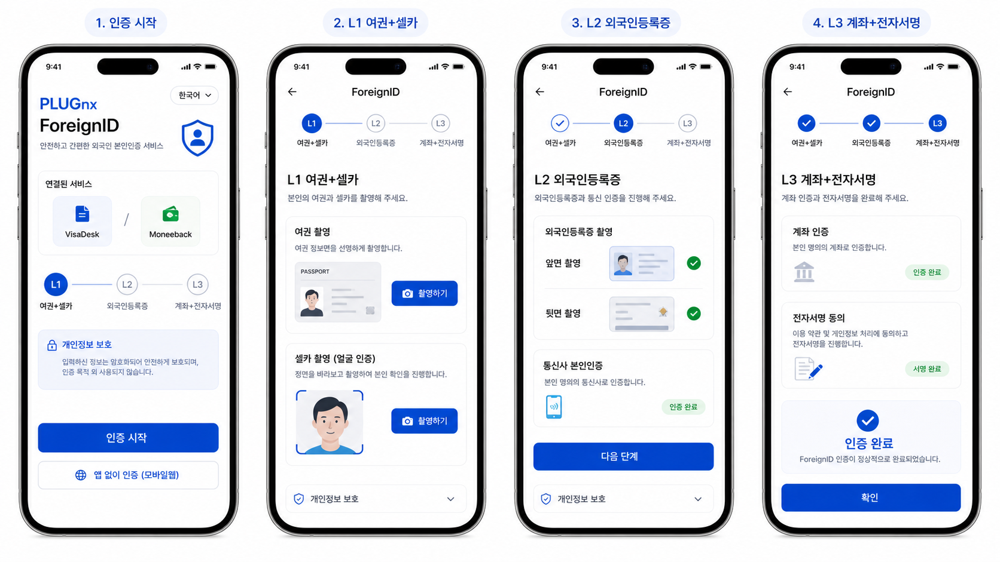 1. 인증 시작
9:41
한국어
PLUGnx
ForeignID
안전하고 간편한 외국인 본인인증 서비스
연결된 서비스
VisaDesk
/
Moneeback
L1
L2
L3
여권+셀카
외국인등록증
계좌+전자서명
개인정보 보호
입력하신 정보는 암호화되어 안전하게 보호되며,
인증 목적 외 사용되지 않습니다.
인증 시작
앱 없이 인증 (모바일웹)
2. L1 여권+셀카
9:41
ForeignID
L1
L2
L3
여권+셀카
외국인등록증
계좌+전자서명
L1 여권+셀카
본인의 여권과 셀카를 촬영해 주세요.
여권 촬영
여권 정보면을 선명하게 촬영합니다.
PASSPORT
촬영하기
셀카 촬영 (얼굴 인증)
정면을 바라보고 촬영하여 본인 확인을 진행합니다.
촬영하기
개인정보 보호
3. L2 외국인등록증
9:41
ForeignID
L2
L3
여권+셀카
외국인등록증
계좌+전자서명
L2 외국인등록증
외국인등록증과 통신 인증을 진행해 주세요.
외국인등록증 촬영
앞면 촬영
뒷면 촬영
통신사 본인인증
본인 명의의 통신사로 인증합니다.
인증 완료
다음 단계
개인정보 보호
4. L3 계좌+전자서명
9:41
ForeignID
L3
여권+셀카
외국인등록증
계좌+전자서명
L3 계좌+전자서명
계좌 인증과 전자서명을 완료해 주세요.
계좌 인증
본인 명의의 계좌로 인증합니다.
인증 완료
전자서명 동의
이용 약관 및 개인정보 처리에 동의하고
전자서명을 진행합니다.
서명 완료
인증 완료
ForeignID 인증이 정상적으로 완료되었습니다.
확인